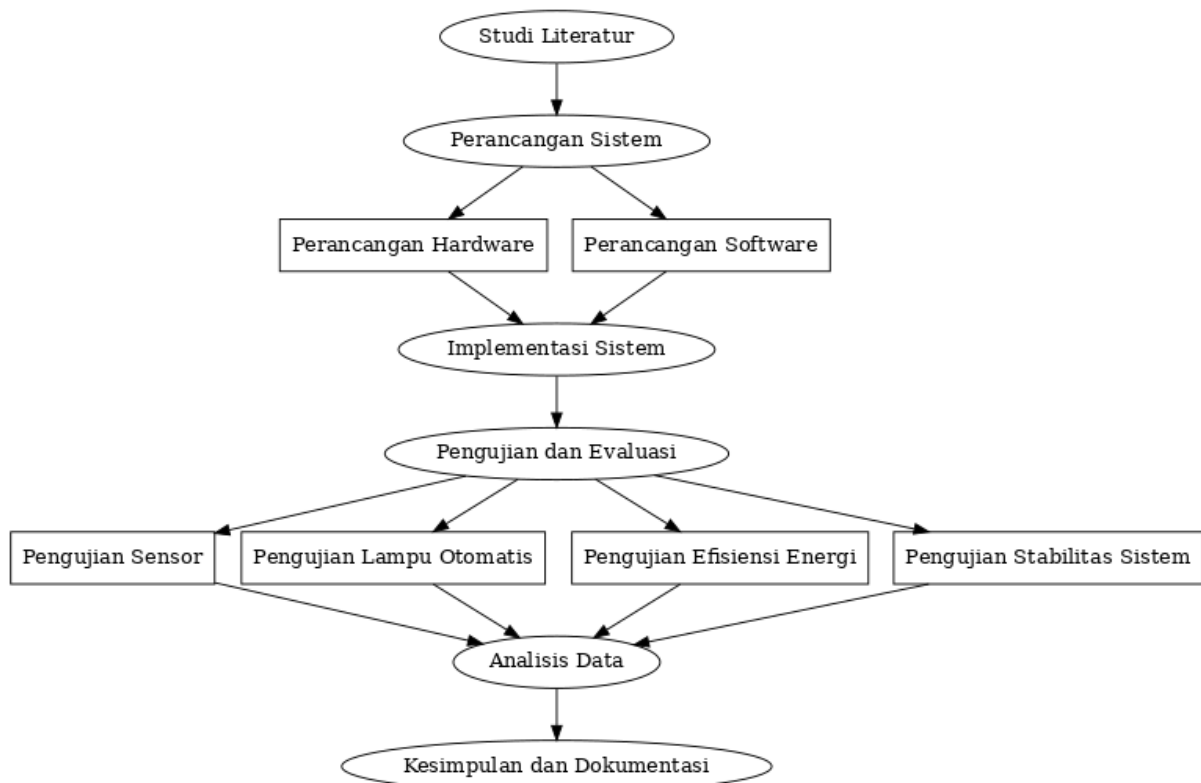 Studi Literatur
Perancangan Sistem
Perancangan Hardware
Perancangan Software
Implementasi Sistem
Pengujian dan Evaluasi
Pengujian Sensor
Pengujian Lampu Otomatis
Pengujian Efisiensi Energi
Pengujian Stabilitas Sistem
Analisis Data
Kesimpulan dan Dokumentasi